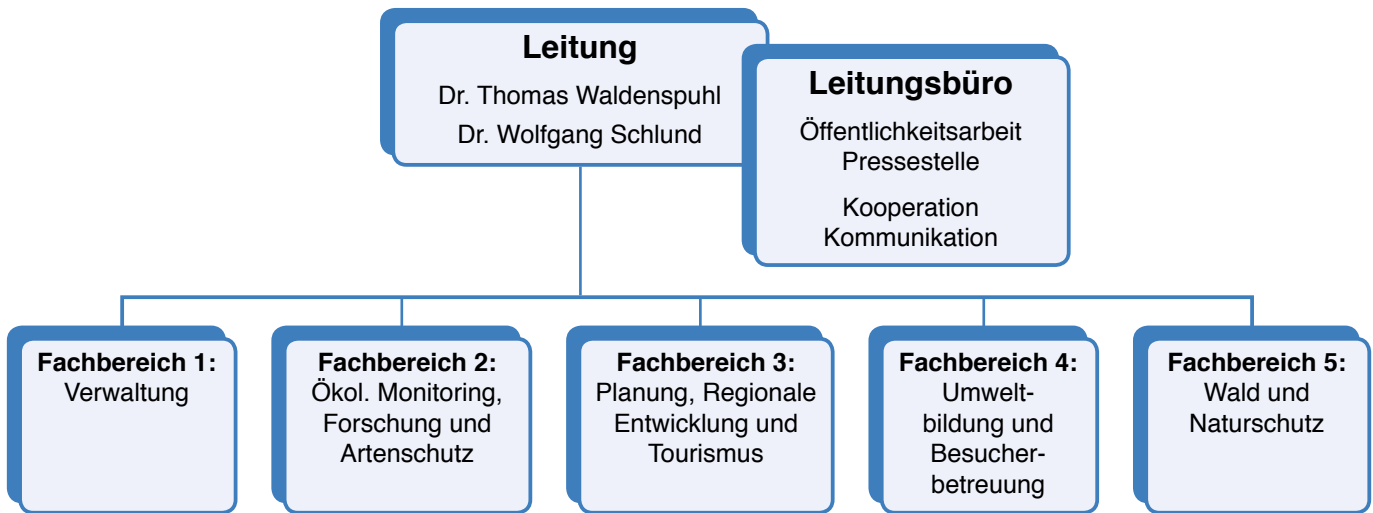 Leitung
Dr. Thomas Waldenspuhl
Dr. Wolfgang Schlund
Leitungsbüro
Öffentlichkeitsarbeit
Pressestelle
Kooperation
Kommunikation
Fachbereich 1:
Verwaltung
Fachbereich 2:
Ökol. Monitoring,
Forschung und
Artenschutz
Fachbereich 3:
Planung, Regionale
Entwicklung und
Tourismus
Fachbereich 4:
Umwelt-
bildung und
Besucher-
betreuung
Fachbereich 5:
Wald und
Naturschutz